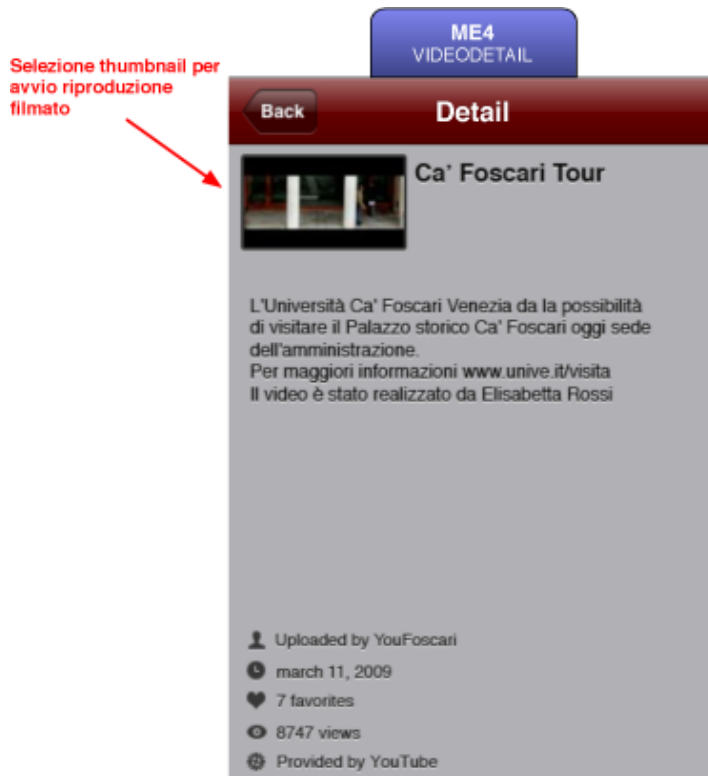 ME4
VIDEODETAIL
Selezione thumbnail per
avvio riproduzione
filmato
Back
Detail
Ca' Foscari Tour
L'Università Ca' Foscari Venezia da la possibilità
di visitare il Palazzo storico Ca' Foscari oggi sede
dell'amministrazione.
Per maggiori informazioni www.unive.it/visita
Il video è stato realizzato da Elisabetta Rossi
Uploaded by YouFoscari
march 11, 2009
7 favorites
8747 views
Provided by YouTube